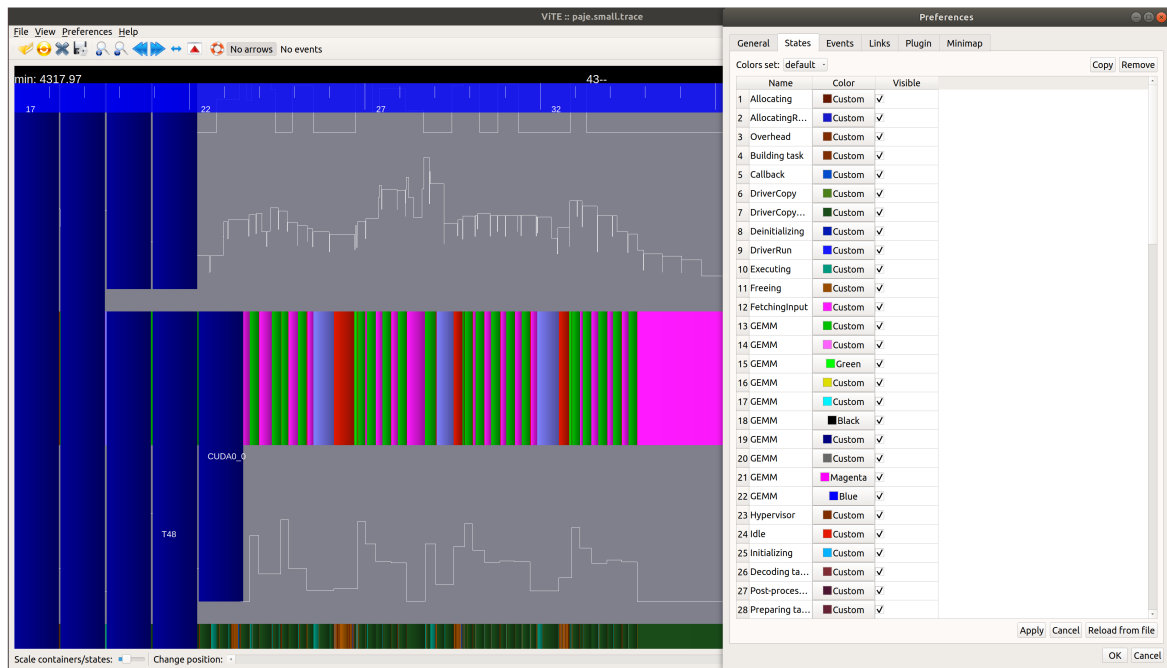 ViTE :: paje.small.trace
File View Preferences Help
No arrows No events
min: 4317.97 43--
17 22 27 32
CUDA0_0
T48
Scale containers/states: Change position: -
Preferences
General States Events Links Plugin Minimap
Colors set: default Copy Remove
Name Color Visible
1 Allocating Custom ✓
2 AllocatingR... Custom ✓
3 Overhead Custom ✓
4 Building task Custom ✓
5 Callback Custom ✓
6 DriverCopy Custom ✓
7 DriverCopy... Custom ✓
8 Deinitializing Custom ✓
9 DriverRun Custom ✓
10 Executing Custom ✓
11 Freeing Custom ✓
12 FetchingInput Custom ✓
13 GEMM Custom ✓
14 GEMM Custom ✓
15 GEMM Green ✓
16 GEMM Custom ✓
17 GEMM Custom ✓
18 GEMM Black ✓
19 GEMM Custom ✓
20 GEMM Custom ✓
21 GEMM Magenta ✓
22 GEMM Blue ✓
23 Hypervisor Custom ✓
24 Idle Custom ✓
25 Initializing Custom ✓
26 Decoding ta... Custom ✓
27 Post-proces... Custom ✓
28 Preparing ta... Custom ✓
Apply Cancel Reload from file
OK Cancel